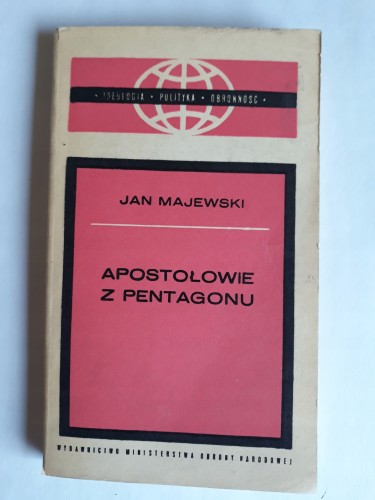 • IDEOLOGIA • POLITYKA • OBRONNOŚĆ •
JAN MAJEWSKI
APOSTOŁOWIE
Z PENTAGONU
WYDAWNICTWO MINISTERSTWA OBRONY NARODOWEJ